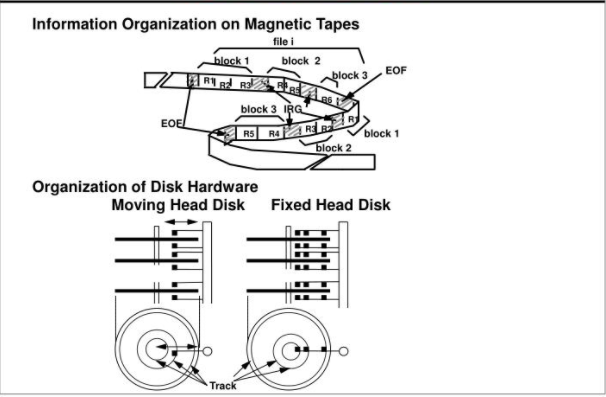 Information Organization on Magnetic Tapes
file i
block 1 block 2
block 3
EOF
R1 R2 R3 R4 R5 R6
IRG
block 3
R1
EOF
R5 R4 R3 R2
block 1
block 2
Organization of Disk Hardware
Moving Head Disk Fixed Head Disk
Track